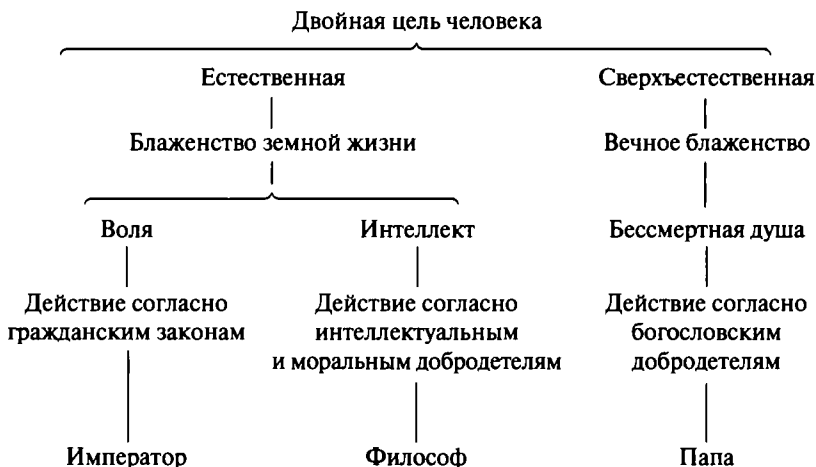 Двойная цель человека
Естественная Сверхъестественная
Блаженство земной жизни Вечное блаженство
Воля Интеллект Бессмертная душа
Действие согласно Действие согласно Действие согласно
гражданским законам интеллектуальным богословским
и моральным добродетелям добродетелям
Император Философ Папа